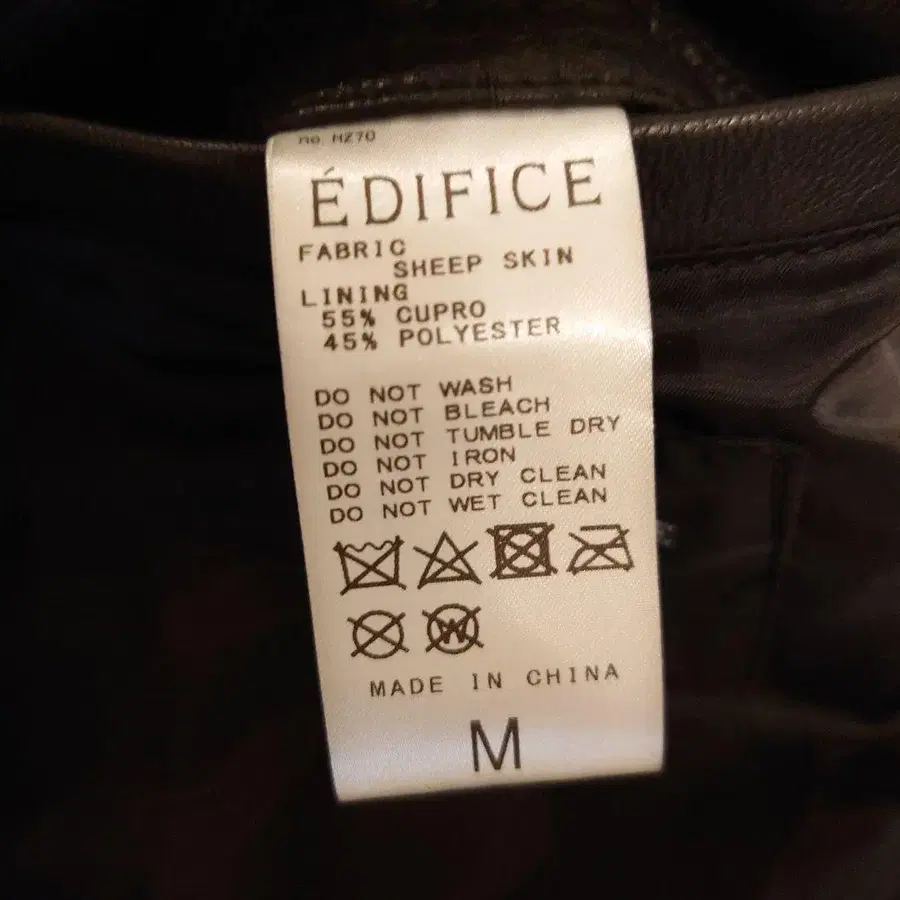 no. MZ70
ÉDIFICE
FABRIC
SHEEP SKIN
LINING
55% CUPRO
45% POLYESTER
DO NOT WASH
DO NOT BLEACH
DO NOT TUMBLE DRY
DO NOT IRON
DO NOT DRY CLEAN
DO NOT WET CLEAN
W
MADE IN CHINA
M